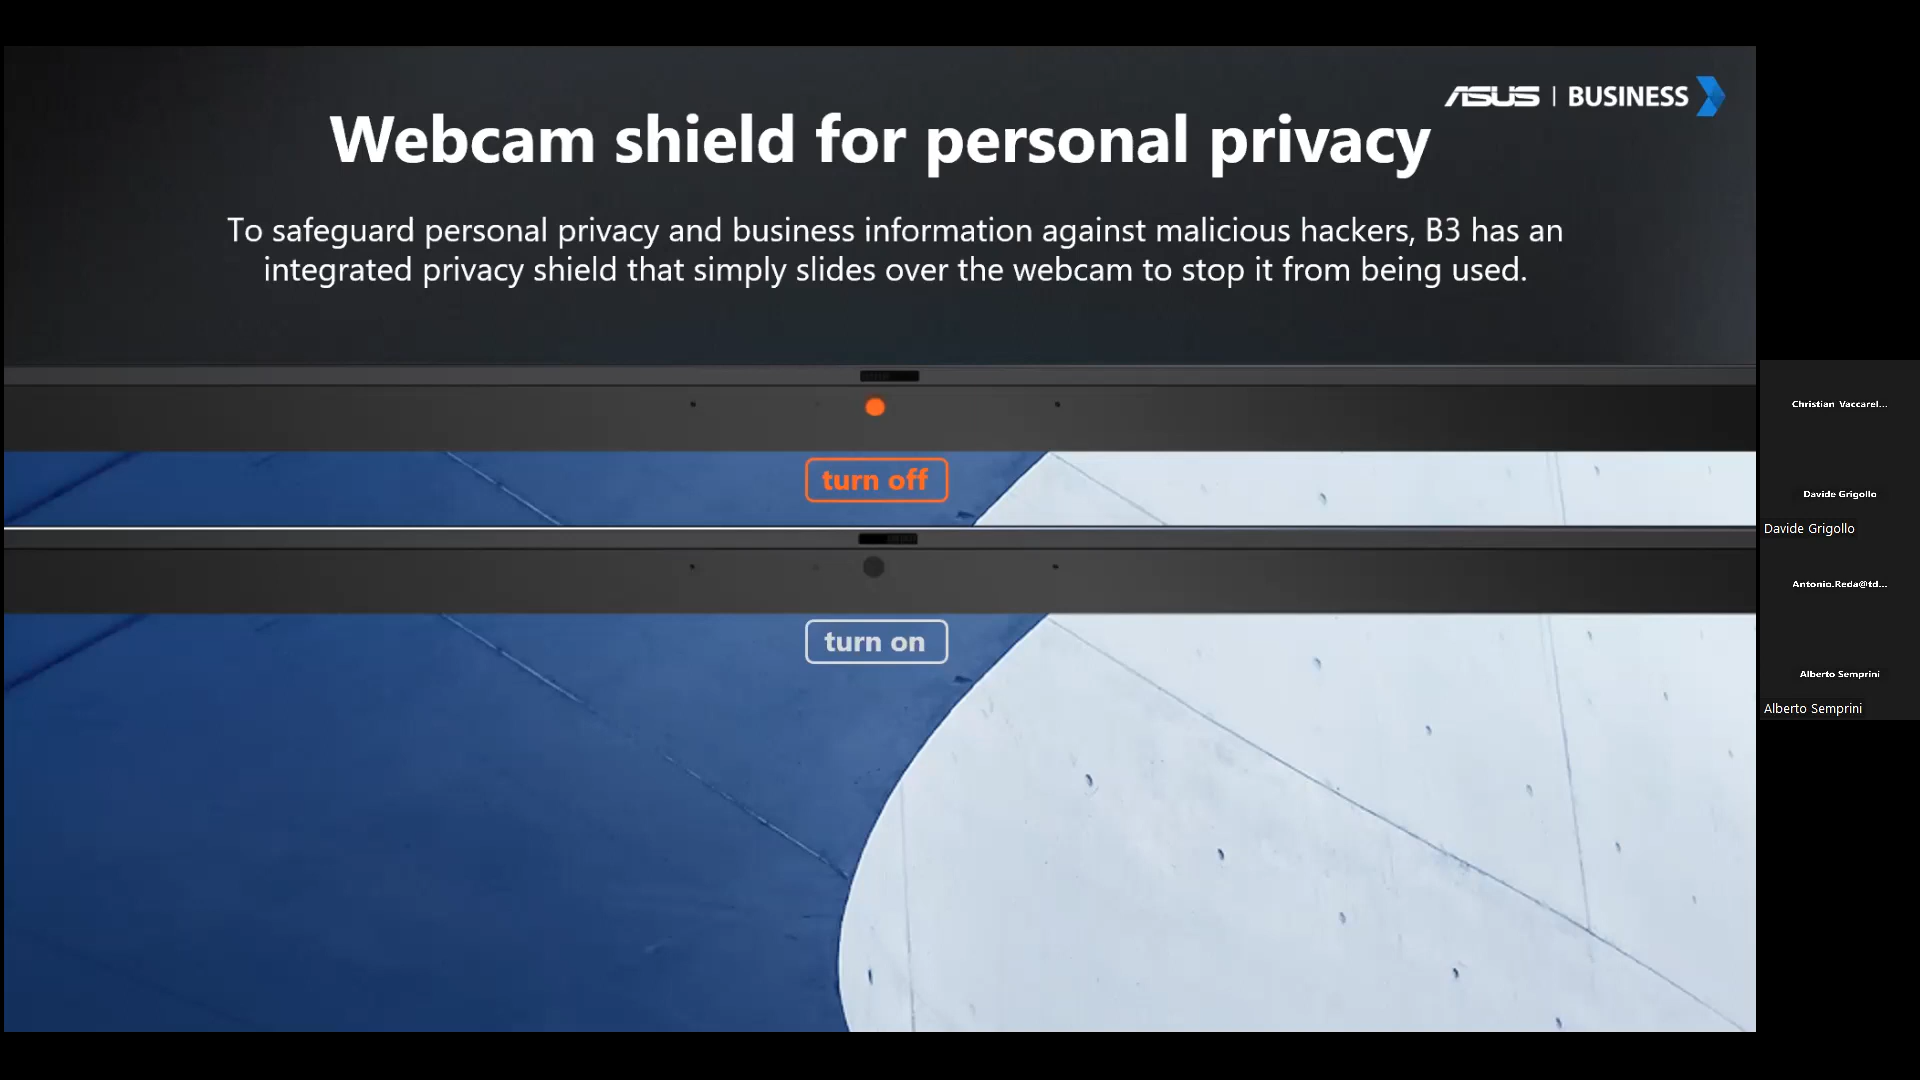 ASUS | BUSINESS
Webcam shield for personal privacy
To safeguard personal privacy and business information against malicious hackers, B3 has an
integrated privacy shield that simply slides over the webcam to stop it from being used.
turn off
turn on
Christian Vaccarel...
Davide Grigollo
Davide Grigollo
Antonio.Reda@td...
Alberto Semprini
Alberto Semprini